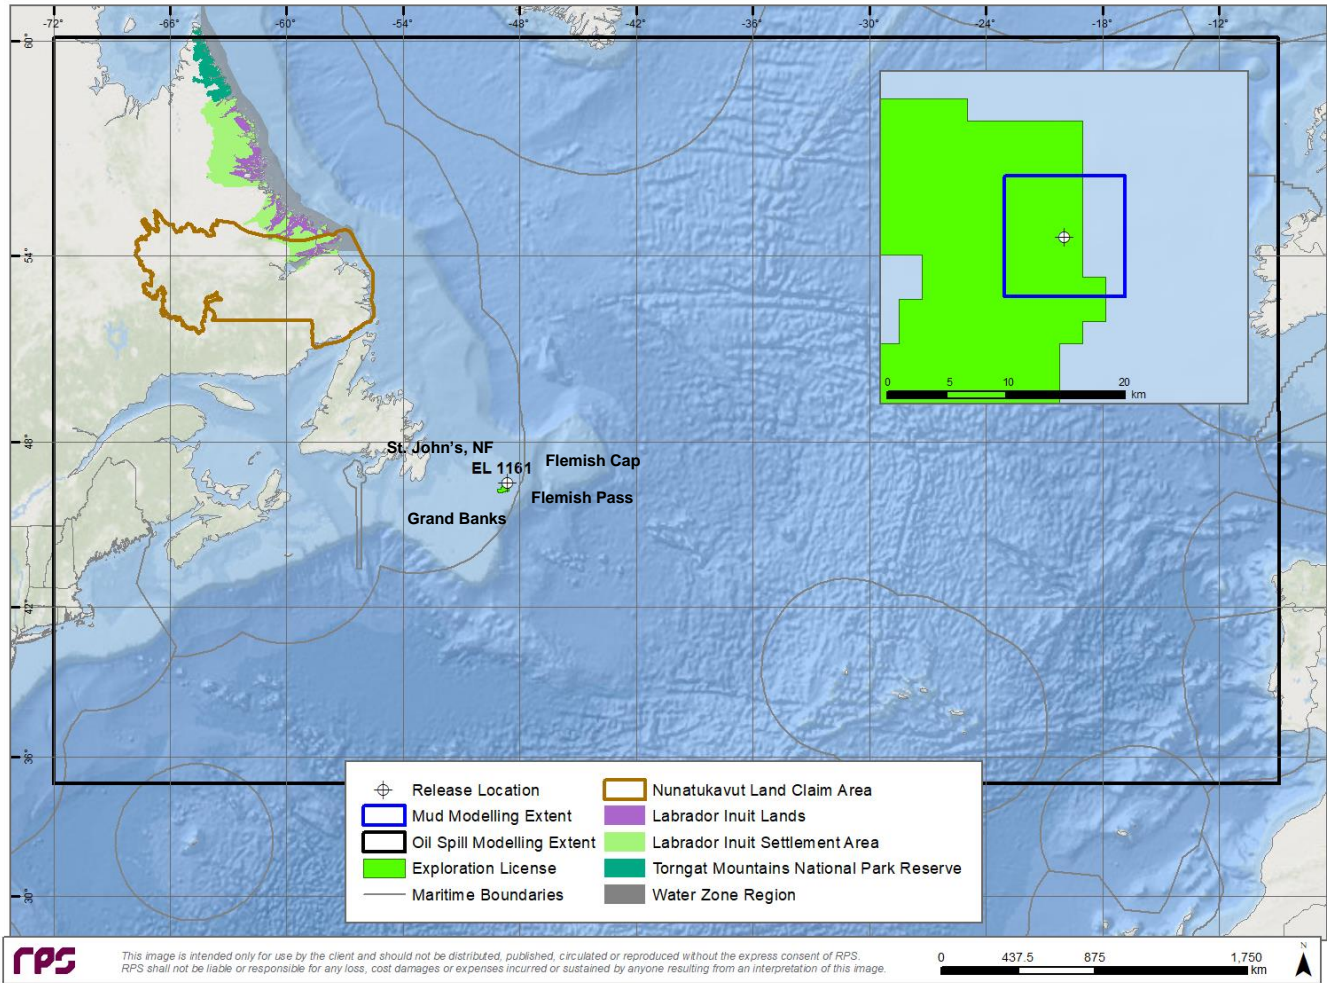 -72° -66° -60° -54° -48° -42° -36° -30° -24° -18° -12°
60°
54°
48°
42°
36°
30°
St. John's, NF
EL 1161
Flemish Cap
Flemish Pass
Grand Banks
0 5 10 20
km
Release Location
Mud Modelling Extent
Oil Spill Modelling Extent
Exploration License
Maritime Boundaries
Nunatukavut Land Claim Area
Labrador Inuit Lands
Labrador Inuit Settlement Area
Torngat Mountains National Park Reserve
Water Zone Region
rps
This image is intended only for use by the client and should not be distributed, published, circulated or reproduced without the express consent of RPS.
RPS shall not be liable or responsible for any loss, cost damages or expenses incurred or sustained by anyone resulting from an interpretation of this image.
0 437.5 875 1,750
km
N